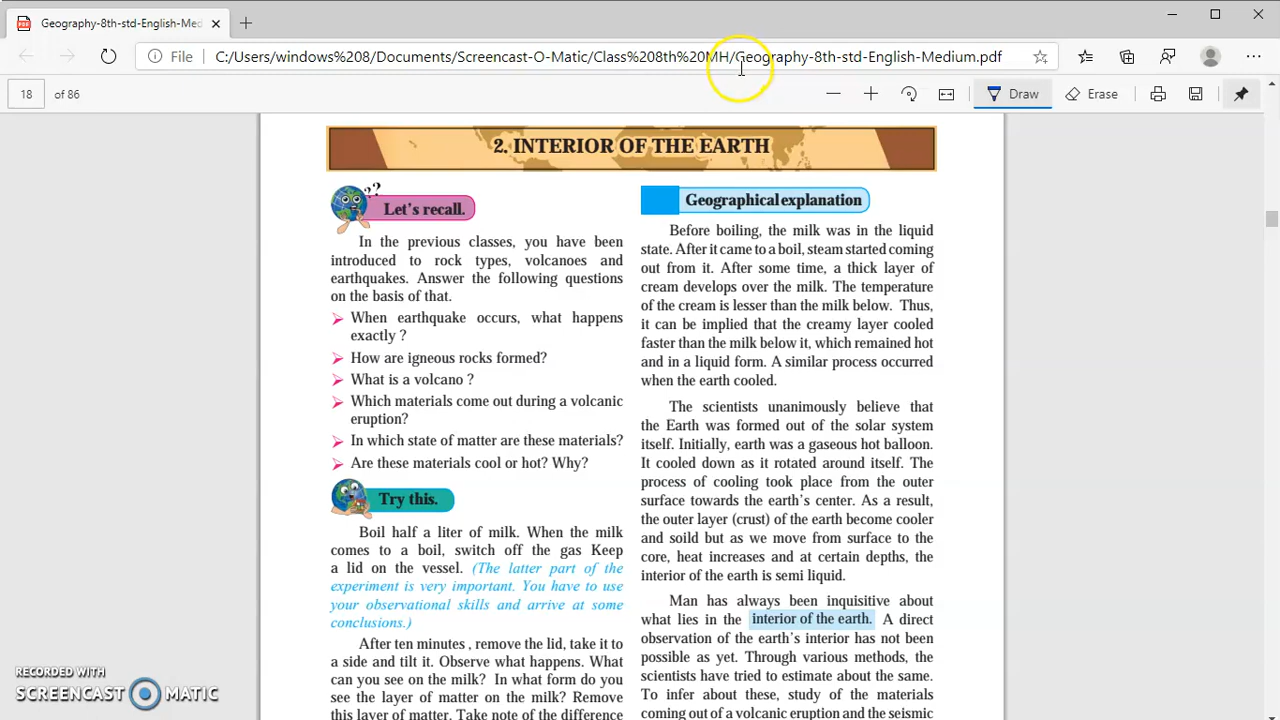 Geography-8th-std-English-Med
File
C:/Users/windows%208/Documents/Screencast-O-Matic/Class%208th%20MH/Geography-8th-std-English-Medium.pdf
18 of 86
Draw
Erase
2. INTERIOR OF THE EARTH
??
Let's recall.
In the previous classes, you have been
introduced to rock types, volcanoes and
earthquakes. Answer the following questions
on the basis of that.
When earthquake occurs, what happens
exactly ?
How are igneous rocks formed?
What is a volcano ?
Which materials come out during a volcanic
eruption?
In which state of matter are these materials?
Are these materials cool or hot? Why?
Try this.
Boil half a liter of milk. When the milk
comes to a boil, switch off the gas Keep
a lid on the vessel. (The latter part of the
experiment is very important. You have to use
your observational skills and arrive at some
conclusions.)
After ten minutes , remove the lid, take it to
a side and tilt it. Observe what happens. What
can you see on the milk? In what form do you
see the layer of matter on the milk? Remove
this layer of matter. Take note of the difference
Geographical explanation
Before boiling, the milk was in the liquid
state. After it came to a boil, steam started coming
out from it. After some time, a thick layer of
cream develops over the milk. The temperature
of the cream is lesser than the milk below. Thus,
it can be implied that the creamy layer cooled
faster than the milk below it, which remained hot
and in a liquid form. A similar process occurred
when the earth cooled.
The scientists unanimously believe that
the Earth was formed out of the solar system
itself. Initially, earth was a gaseous hot balloon.
It cooled down as it rotated around itself. The
process of cooling took place from the outer
surface towards the earth's center. As a result,
the outer layer (crust) of the earth become cooler
and soild but as we move from surface to the
core, heat increases and at certain depths, the
interior of the earth is semi liquid.
Man has always been inquisitive about
what lies in the interior of the earth. A direct
observation of the earth's interior has not been
possible as yet. Through various methods, the
scientists have tried to estimate about the same.
To infer about these, study of the materials
coming out of a volcanic eruption and the seismic
RECORDED WITH
SCREENCAST MATIC